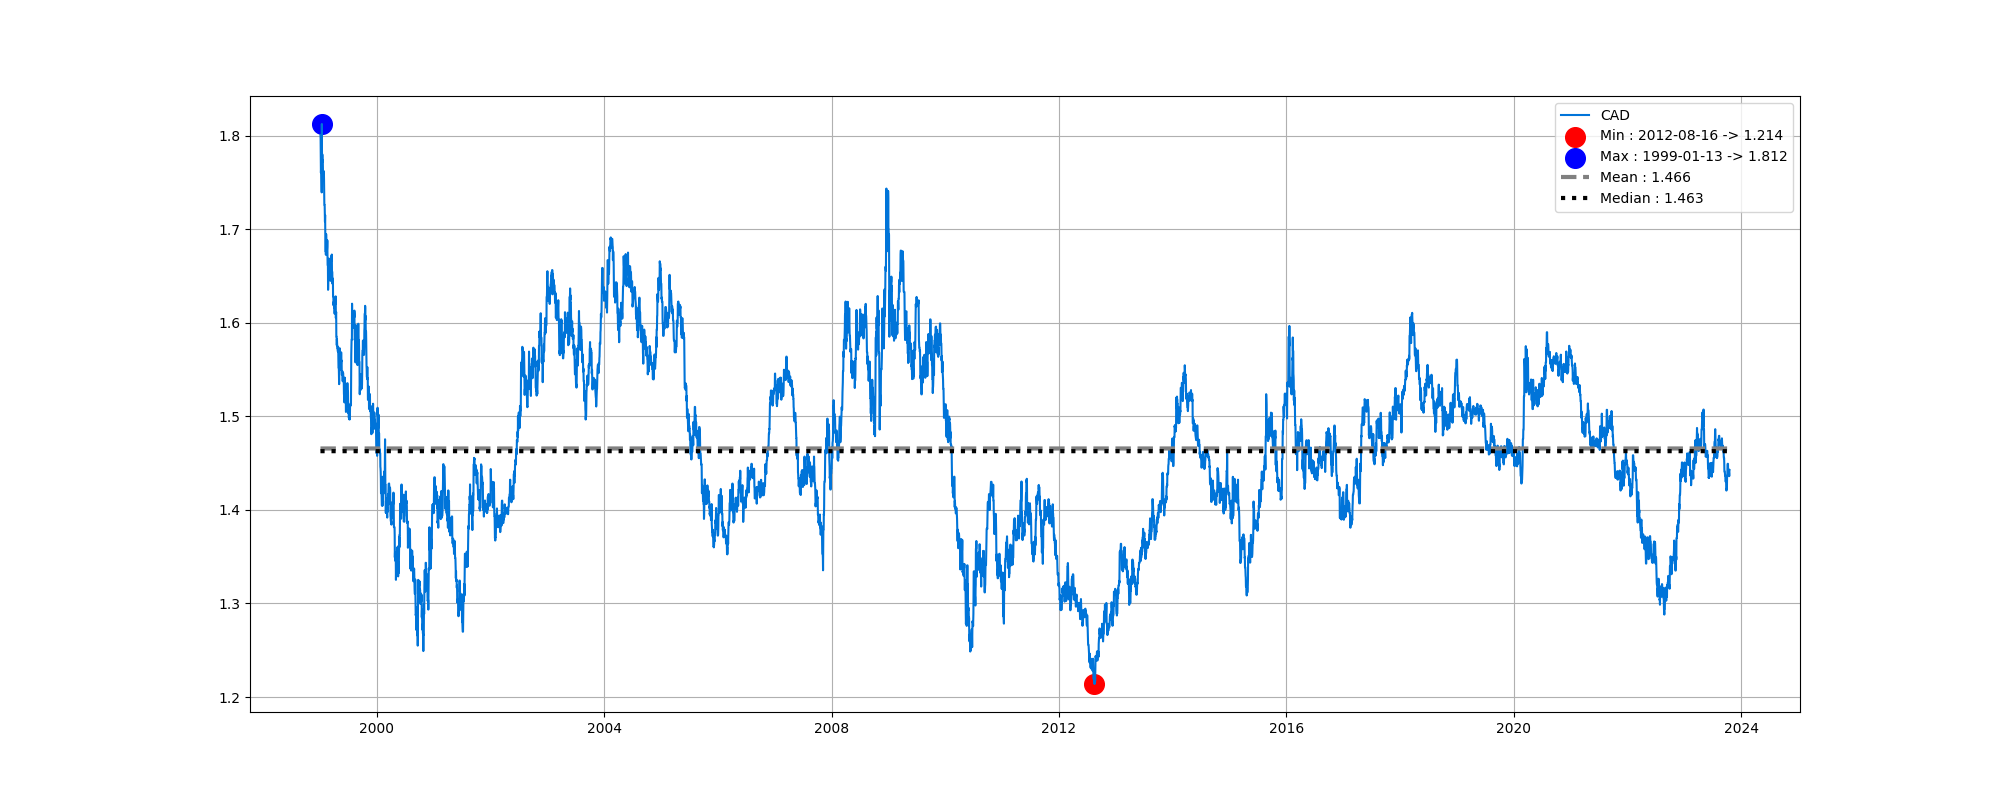 1.8
1.7
1.6
1.5
1.4
1.3
1.2
2000 2004 2008 2012 2016 2020 2024
CAD
Min : 2012-08-16 -> 1.214
Max : 1999-01-13 -> 1.812
Mean : 1.466
Median : 1.463